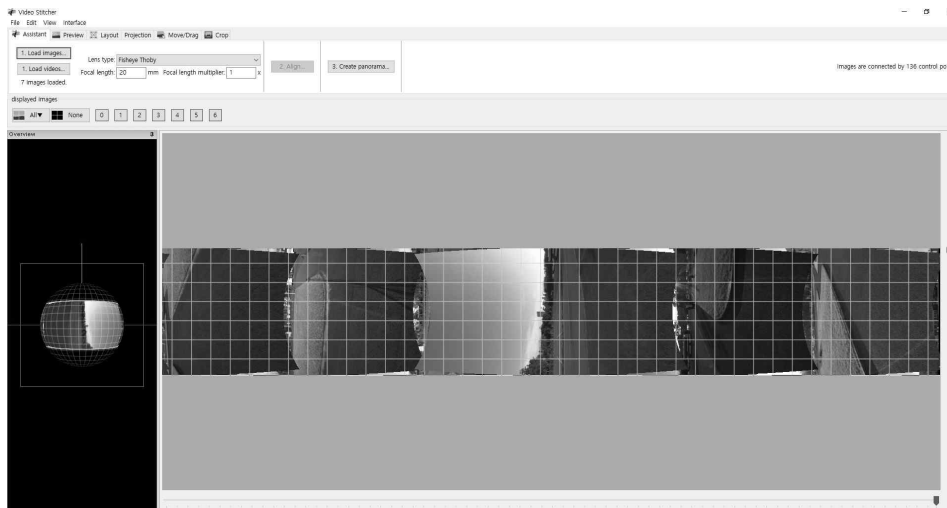 Video Stitcher
File Edit View Interface
Assistant Preview Layout Projection Move/Drag Crop
1. Load images...
1. Load videos...
7 images loaded.
Lens type: Fisheye Thoby
Focal length: 20 mm Focal length multiplier: 1 x
2. Align...
3. Create panorama...
Images are connected by 136 control po
displayed images
All▼ None 0 1 2 3 4 5 6
Overview